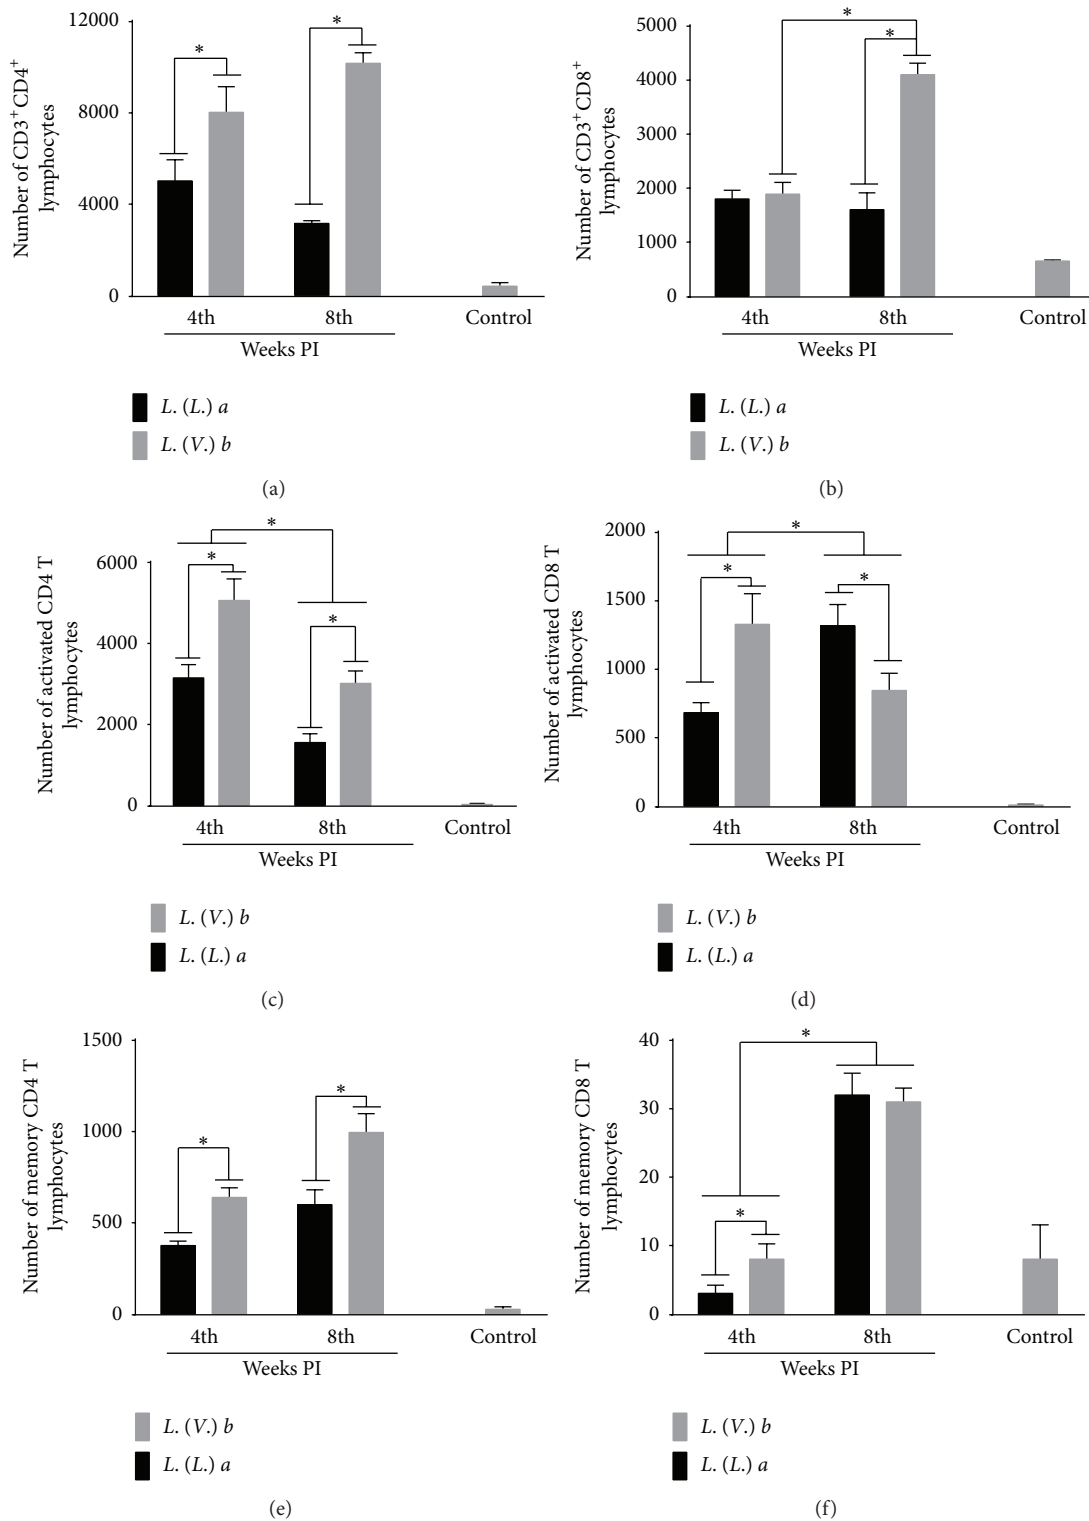 12000
8000
4000
0
Number of CD3⁺CD4⁺
lymphocytes
*
*
4th
8th
Control
Weeks PI
L. (L.) a
L. (V.) b
(a)
5000
4000
3000
2000
1000
0
Number of CD3⁺CD8⁺
lymphocytes
*
*
4th
8th
Control
Weeks PI
L. (L.) a
L. (V.) b
(b)
6000
4000
2000
0
Number of activated CD4 T
lymphocytes
*
*
*
4th
8th
Control
Weeks PI
L. (V.) b
L. (L.) a
(c)
2000
1500
1000
500
0
Number of activated CD8 T
lymphocytes
*
*
*
4th
8th
Control
Weeks PI
L. (V.) b
L. (L.) a
(d)
1500
1000
500
0
Number of memory CD4 T
lymphocytes
*
*
4th
8th
Control
Weeks PI
L. (V.) b
L. (L.) a
(e)
40
30
20
10
0
Number of memory CD8 T
lymphocytes
*
*
4th
8th
Control
Weeks PI
L. (V.) b
L. (L.) a
(f)